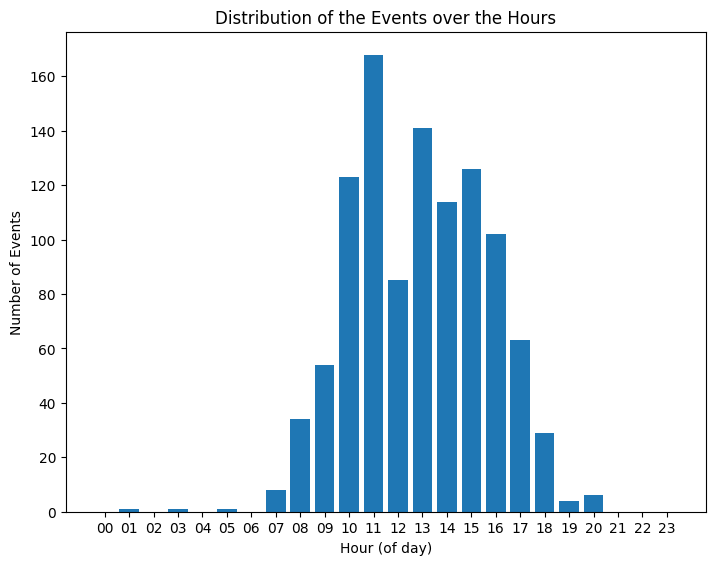 Distribution of the Events over the Hours
160
140
120
100
80
60
40
20
0
Number of Events
00 01 02 03 04 05 06 07 08 09 10 11 12 13 14 15 16 17 18 19 20 21 22 23
Hour (of day)